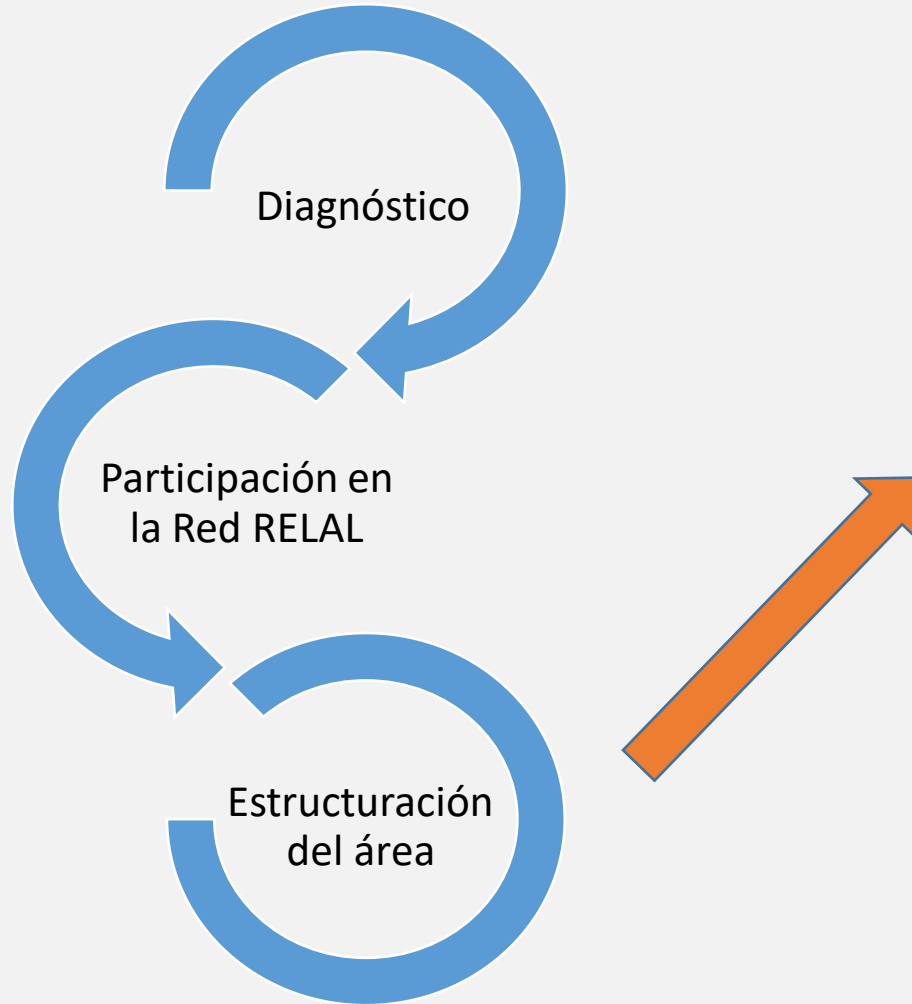 Diagnóstico
Participación en
la Red RELAL
Estructuración
del área